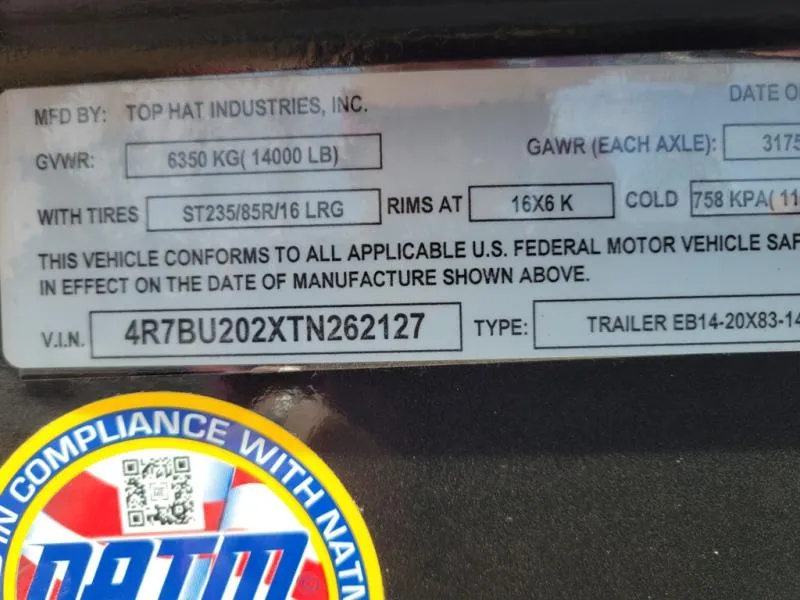 DATE O
MFD BY: TOP HAT INDUSTRIES, INC.
GVWR: 6350 KG( 14000 LB) GAWR (EACH AXLE): 3175
WITH TIRES ST235/85R/16 LRG RIMS AT 16X6 K COLD 758 KPA( 11
THIS VEHICLE CONFORMS TO ALL APPLICABLE U.S. FEDERAL MOTOR VEHICLE SAF
IN EFFECT ON THE DATE OF MANUFACTURE SHOWN ABOVE.
V.I.N. 4R7BU202XTN262127 TYPE: TRAILER EB14-20X83-14
IN COMPLIANCE WITH NATM
NATM